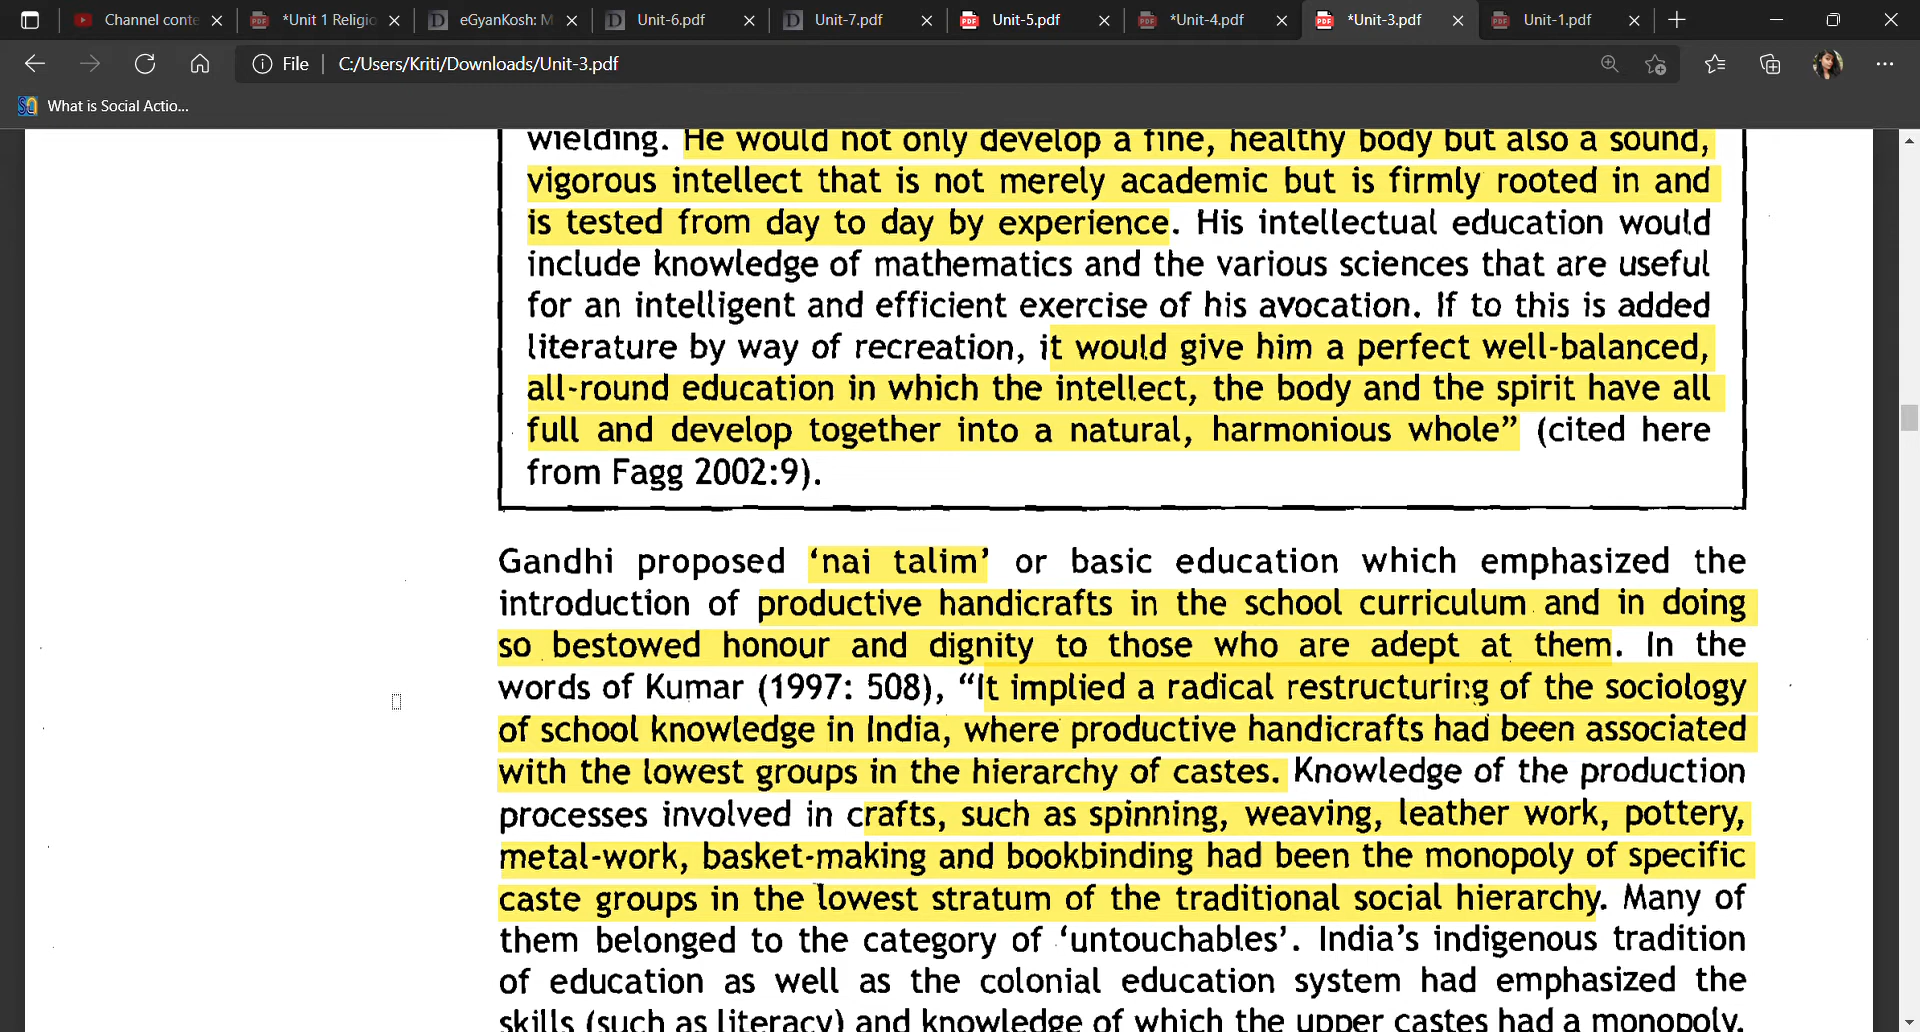 Channel conte
*Unit 1 Religio
eGyanKosh: M
Unit-6.pdf
Unit-7.pdf
Unit-5.pdf
*Unit-4.pdf
*Unit-3.pdf
Unit-1.pdf
File
C:/Users/Kriti/Downloads/Unit-3.pdf
What is Social Actio...
wielding. He would not only develop a fine, healthy body but also a sound,
vigorous intellect that is not merely academic but is firmly rooted in and
is tested from day to day by experience. His intellectual education would
include knowledge of mathematics and the various sciences that are useful
for an intelligent and efficient exercise of his avocation. If to this is added
literature by way of recreation, it would give him a perfect well-balanced,
all-round education in which the intellect, the body and the spirit have all
full and develop together into a natural, harmonious whole” (cited here
from Fagg 2002:9).
Gandhi proposed ‘nai talim’ or basic education which emphasized the
introduction of productive handicrafts in the school curriculum and in doing
so bestowed honour and dignity to those who are adept at them. In the
words of Kumar (1997: 508), “It implied a radical restructuring of the sociology
of school knowledge in India, where productive handicrafts had been associated
with the lowest groups in the hierarchy of castes. Knowledge of the production
processes involved in crafts, such as spinning, weaving, leather work, pottery,
metal-work, basket-making and bookbinding had been the monopoly of specific
caste groups in the lowest stratum of the traditional social hierarchy. Many of
them belonged to the category of ‘untouchables’. India’s indigenous tradition
of education as well as the colonial education system had emphasized the
skills (such as literacy) and knowledge of which the upper castes had a monopoly.